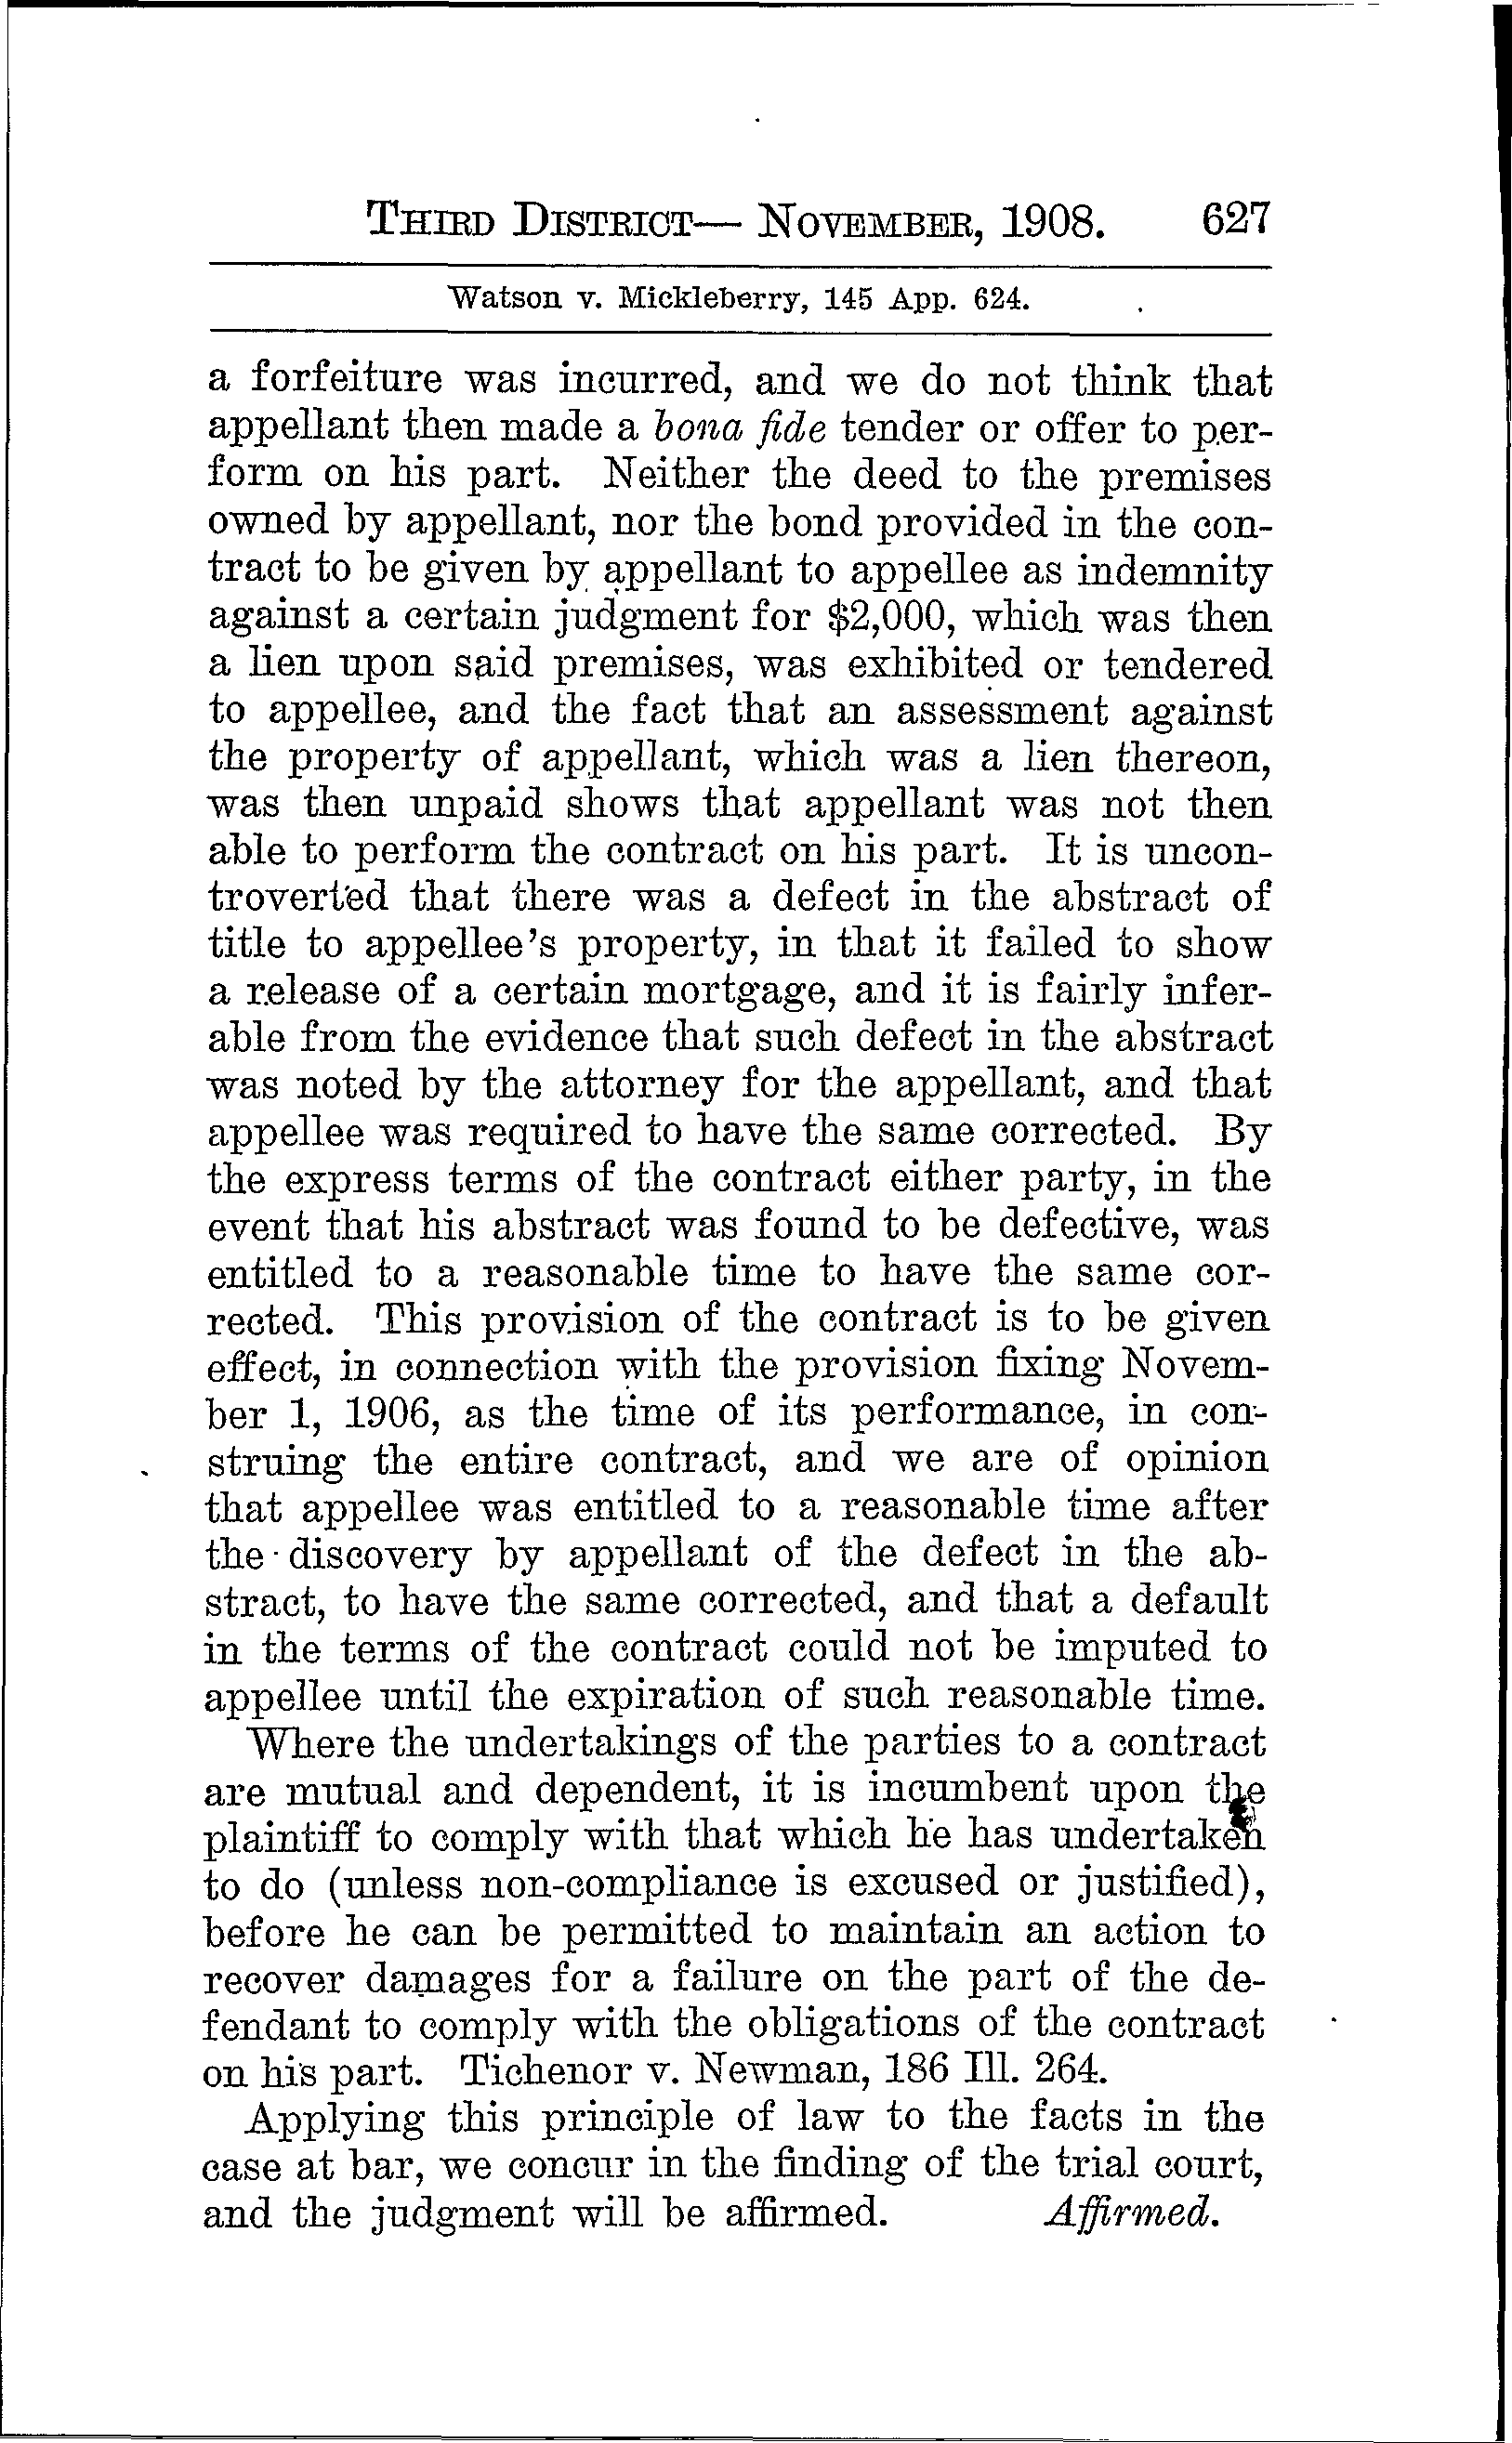 THIRD DISTRICT— NOVEMBER, 1908. 627
Watson v. Mickleberry, 145 App. 624.
a forfeiture was incurred, and we do not think that
appellant then made a bona fide tender or offer to per-
form on his part. Neither the deed to the premises
owned by appellant, nor the bond provided in the con-
tract to be given by appellant to appellee as indemnity
against a certain judgment for $2,000, which was then
a lien upon said premises, was exhibited or tendered
to appellee, and the fact that an assessment against
the property of appellant, which was a lien thereon,
was then unpaid shows that appellant was not then
able to perform the contract on his part. It is uncon-
troverted that there was a defect in the abstract of
title to appellee's property, in that it failed to show
a release of a certain mortgage, and it is fairly infer-
able from the evidence that such defect in the abstract
was noted by the attorney for the appellant, and that
appellee was required to have the same corrected. By
the express terms of the contract either party, in the
event that his abstract was found to be defective, was
entitled to a reasonable time to have the same cor-
rected. This provision of the contract is to be given
effect, in connection with the provision fixing Novem-
ber 1, 1906, as the time of its performance, in con-
struing the entire contract, and we are of opinion
that appellee was entitled to a reasonable time after
the discovery by appellant of the defect in the ab-
stract, to have the same corrected, and that a default
in the terms of the contract could not be imputed to
appellee until the expiration of such reasonable time.
Where the undertakings of the parties to a contract
are mutual and dependent, it is incumbent upon the
plaintiff to comply with that which he has undertaken
to do (unless non-compliance is excused or justified),
before he can be permitted to maintain an action to
recover damages for a failure on the part of the de-
fendant to comply with the obligations of the contract
on his part. Tichenor v. Newman, 186 Ill. 264.
Applying this principle of law to the facts in the
case at bar, we concur in the finding of the trial court,
and the judgment will be affirmed. Affirmed.